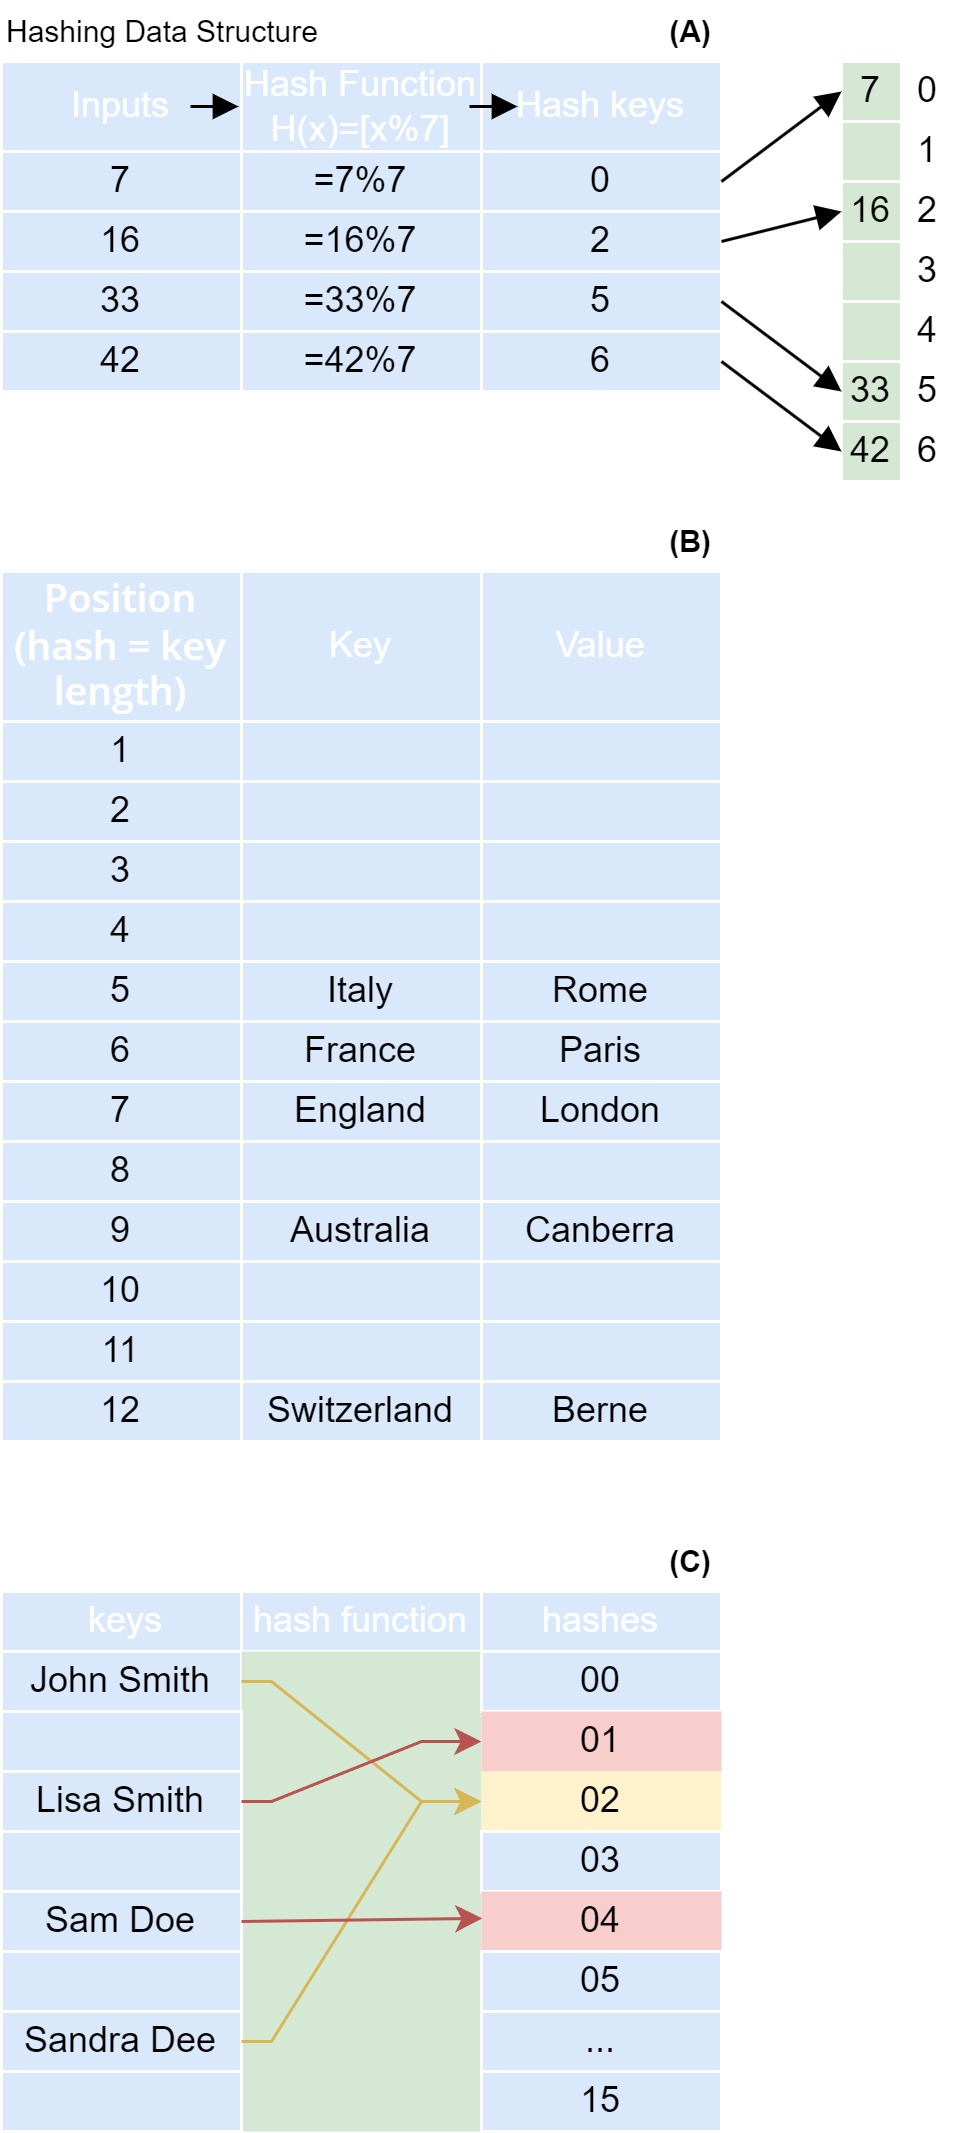 Hashing Data Structure (A)
Inputs Hash Function Hash keys
H(x)=[x%7]
7 =7%7 0
16 =16%7 2
33 =33%7 5
42 =42%7 6
7 0
1
16 2
3
4
33 5
42 6
(B)
Position
(hash = key Key Value
length)
1
2
3
4
5 Italy Rome
6 France Paris
7 England London
8
9 Australia Canberra
10
11
12 Switzerland Berne
(C)
keys hash function hashes
John Smith 00
01
Lisa Smith 02
03
Sam Doe 04
05
Sandra Dee ...
15